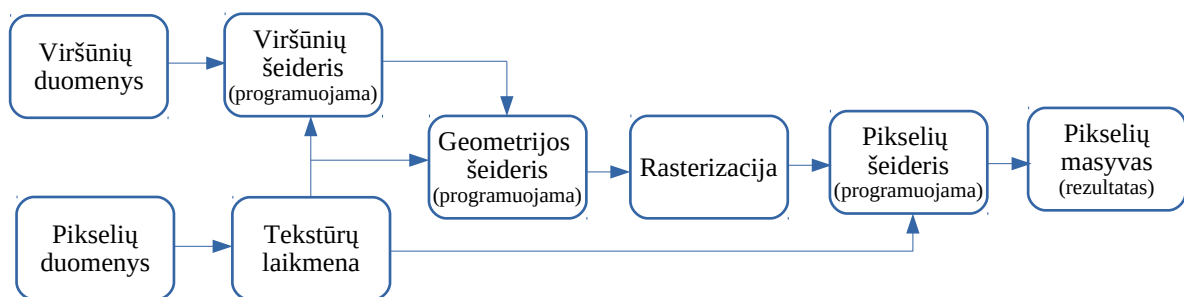 Viršūnių
duomenys
Viršūnių
šeideris
(programuojama)
Geometrijos
šeideris
(programuojama)
Rasterizacija
Pikselių
šeideris
(programuojama)
Pikselių
masyvas
(rezultatas)
Pikselių
duomenys
Tekstūrų
laikmena